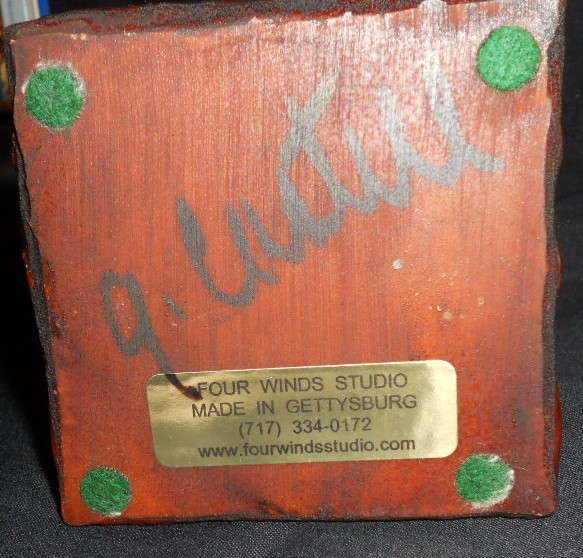 FOUR WINDS STUDIO
MADE IN GETTYSBURG
(717) 334-0172
www.fourwindsstudio.com